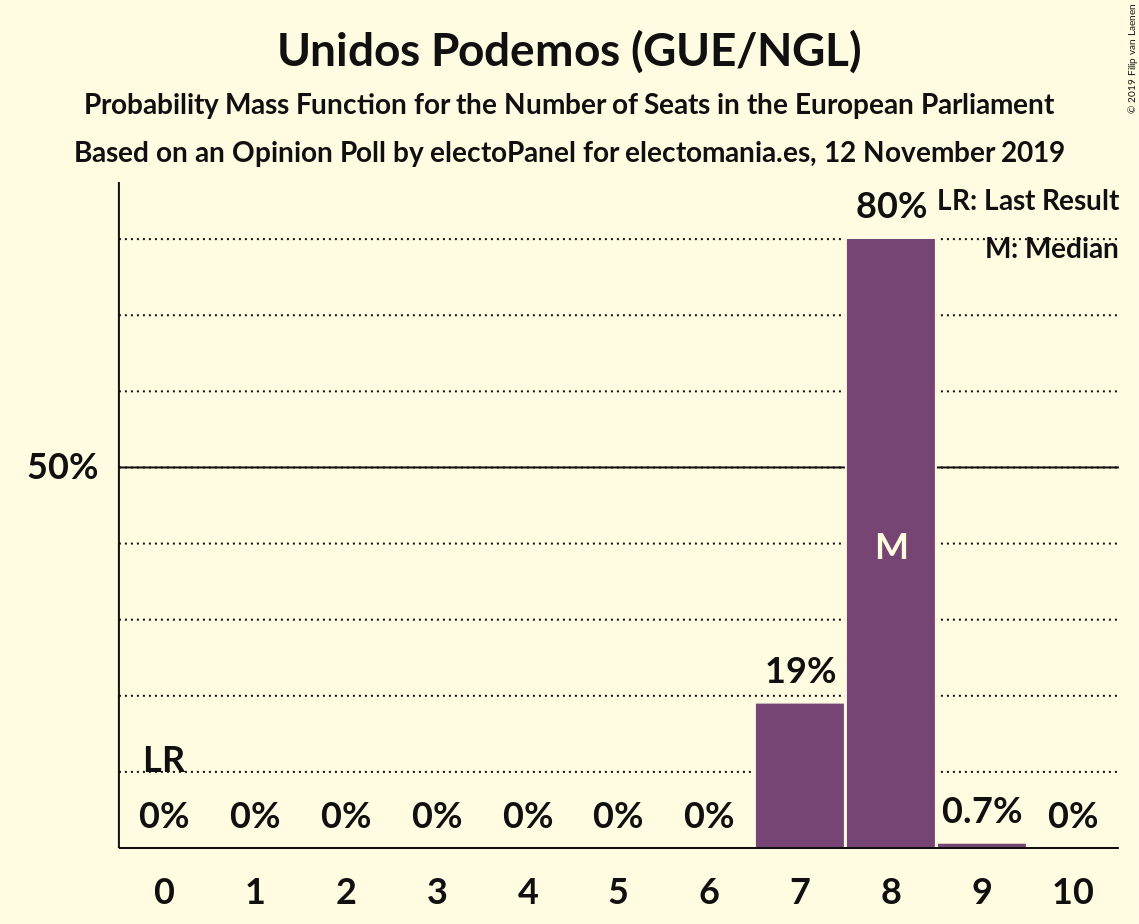 Unidos Podemos (GUE/NGL)
Probability Mass Function for the Number of Seats in the European Parliament
Based on an Opinion Poll by electoPanel for electomania.es, 12 November 2019
© 2019 Filip van Laenen
80%
LR: Last Result
M: Median
50%
M
19%
LR
0%
0%
0%
0%
0%
0%
0%
0.7%
0%
0
1
2
3
4
5
6
7
8
9
10